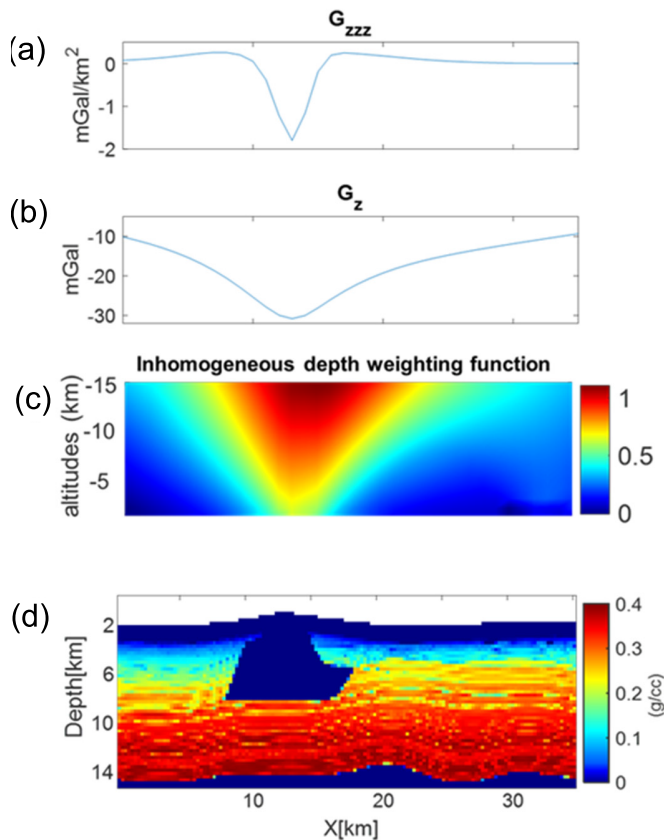 (a)
G_zzz
mGal/km²
0
-1
-2
(b)
G_z
mGal
-10
-20
-30
Inhomogeneous depth weighting function
(c)
altitudes (km)
-15
-10
-5
1
0.5
0
(d)
Depth[km]
2
6
10
14
0.4
0.3
0.2
0.1
0
(g/cc)
10
20
30
X[km]